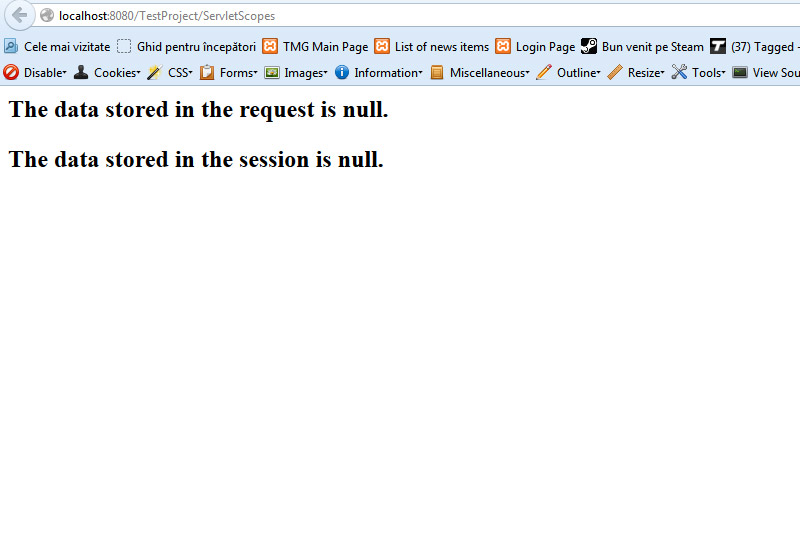 localhost:8080/TestProject/ServletScopes
Cele mai vizitate Ghid pentru începători TMG Main Page List of news items Login Page Bun venit pe Steam T (37) Tagged -
Disable Cookies CSS Forms Images Information Miscellaneous Outline Resize Tools View Sou
The data stored in the request is null.
The data stored in the session is null.